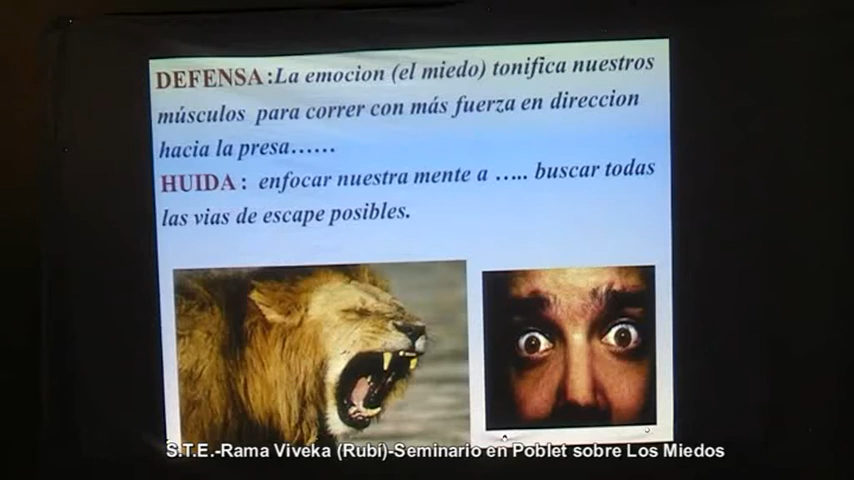 DEFENSA :La emocion (el miedo) tonifica nuestros
músculos para correr con más fuerza en direccion
hacia la presa......
HUIDA : enfocar nuestra mente a ….. buscar todas
las vias de escape posibles.
S.T.E.-Rama Viveka (Rubí)-Seminario en Poblet sobre Los Miedos